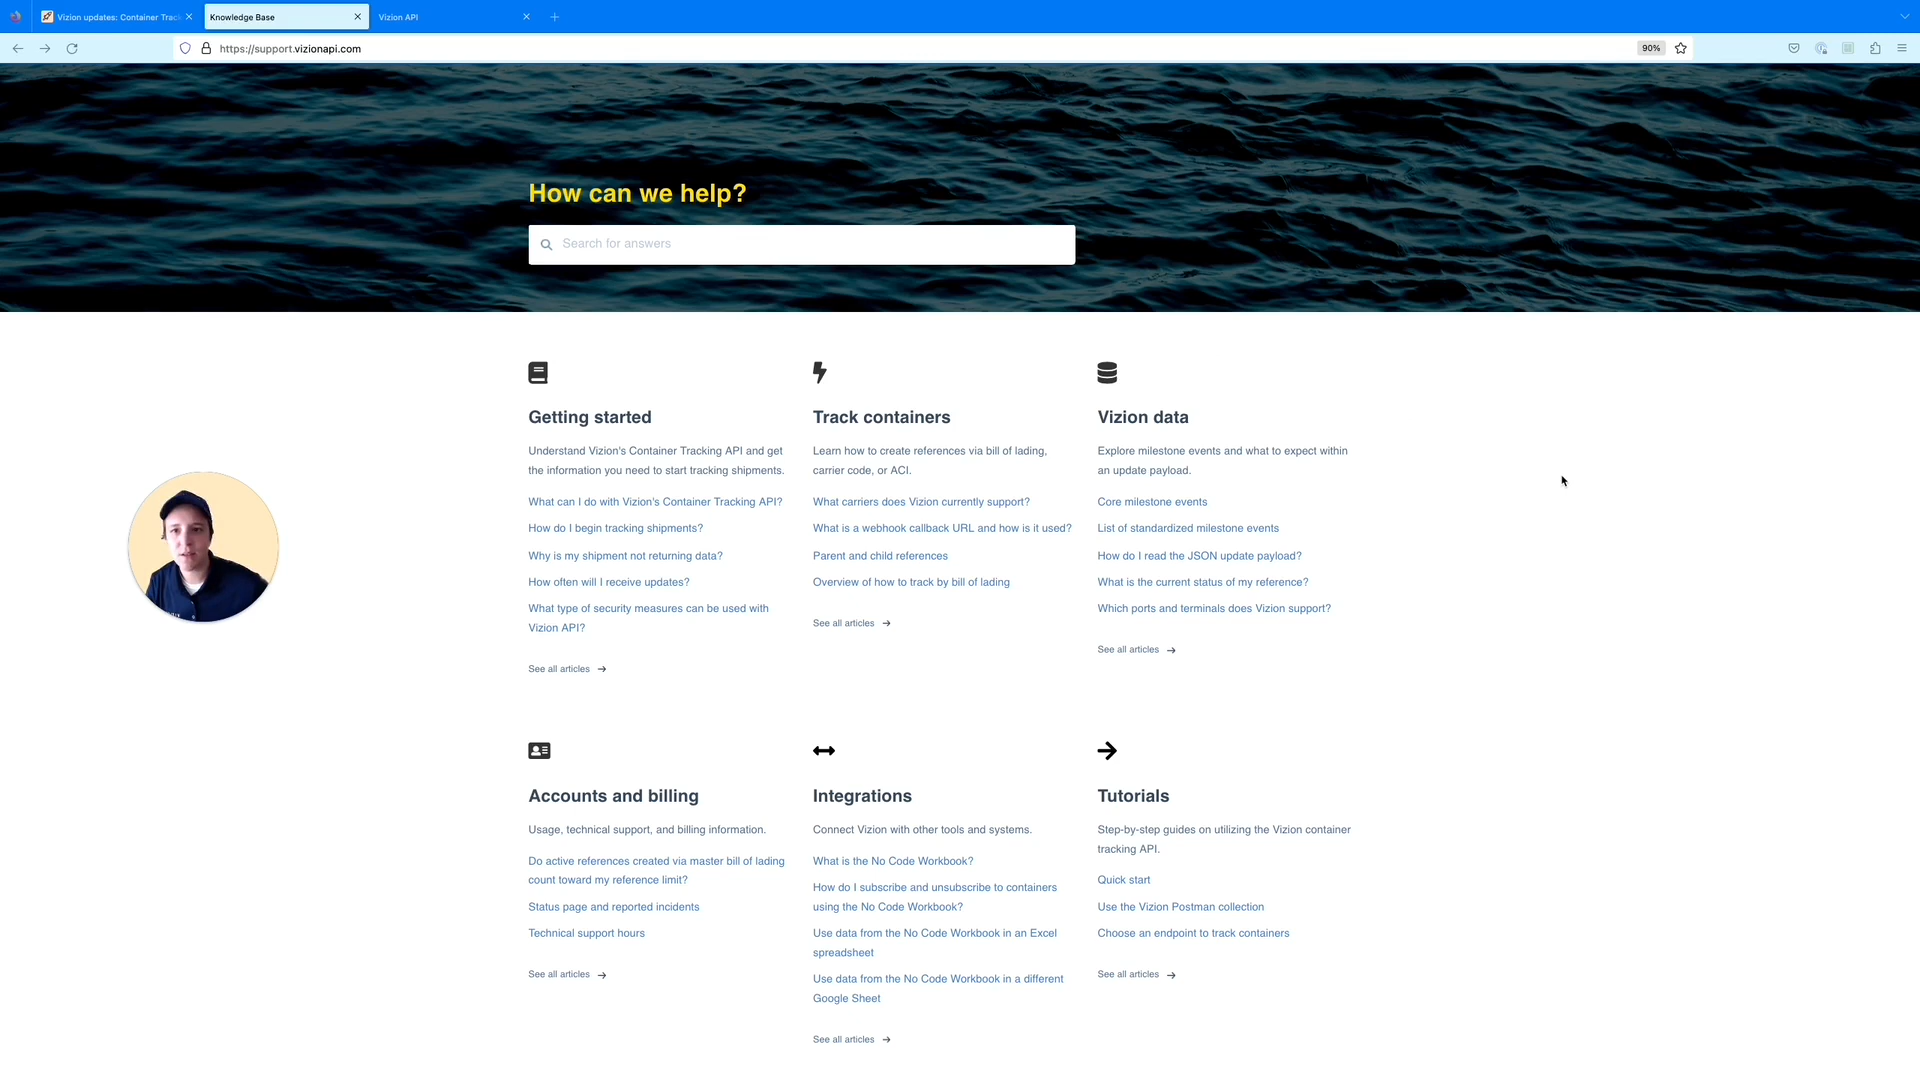 Vizion updates: Container Track
Knowledge Base
Vizion API
https://support.vizionapi.com
90%
How can we help?
Search for answers
Getting started
Understand Vizion's Container Tracking API and get
the information you need to start tracking shipments.
What can I do with Vizion's Container Tracking API?
How do I begin tracking shipments?
Why is my shipment not returning data?
How often will I receive updates?
What type of security measures can be used with
Vizion API?
See all articles →
Track containers
Learn how to create references via bill of lading,
carrier code, or ACI.
What carriers does Vizion currently support?
What is a webhook callback URL and how is it used?
Parent and child references
Overview of how to track by bill of lading
See all articles →
Vizion data
Explore milestone events and what to expect within
an update payload.
Core milestone events
List of standardized milestone events
How do I read the JSON update payload?
What is the current status of my reference?
Which ports and terminals does Vizion support?
See all articles →
Accounts and billing
Usage, technical support, and billing information.
Do active references created via master bill of lading
count toward my reference limit?
Status page and reported incidents
Technical support hours
See all articles →
Integrations
Connect Vizion with other tools and systems.
What is the No Code Workbook?
How do I subscribe and unsubscribe to containers
using the No Code Workbook?
Use data from the No Code Workbook in an Excel
spreadsheet
Use data from the No Code Workbook in a different
Google Sheet
See all articles →
Tutorials
Step-by-step guides on utilizing the Vizion container
tracking API.
Quick start
Use the Vizion Postman collection
Choose an endpoint to track containers
See all articles →